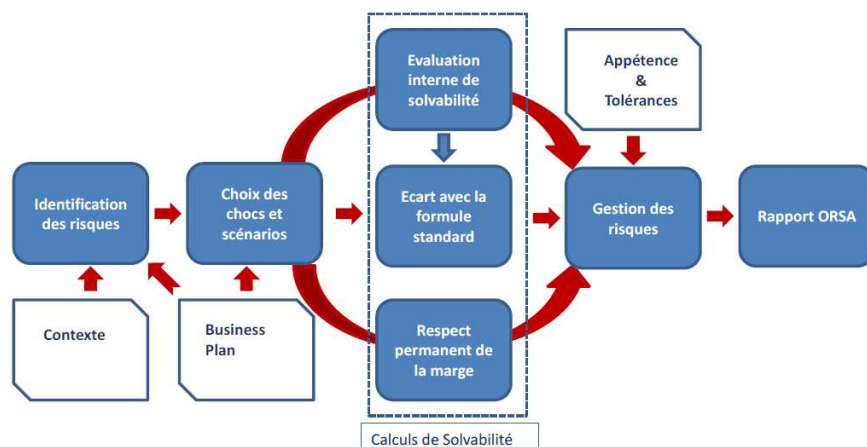 Evaluation
interne de
solvabilité
Appétence
&
Tolérances
Identification
des risques
Choix des
chocs et
scénarios
Ecart avec la
formule
standard
Gestion des
risques
Rapport ORSA
Contexte
Business
Plan
Respect
permanent de
la marge
Calculs de Solvabilité